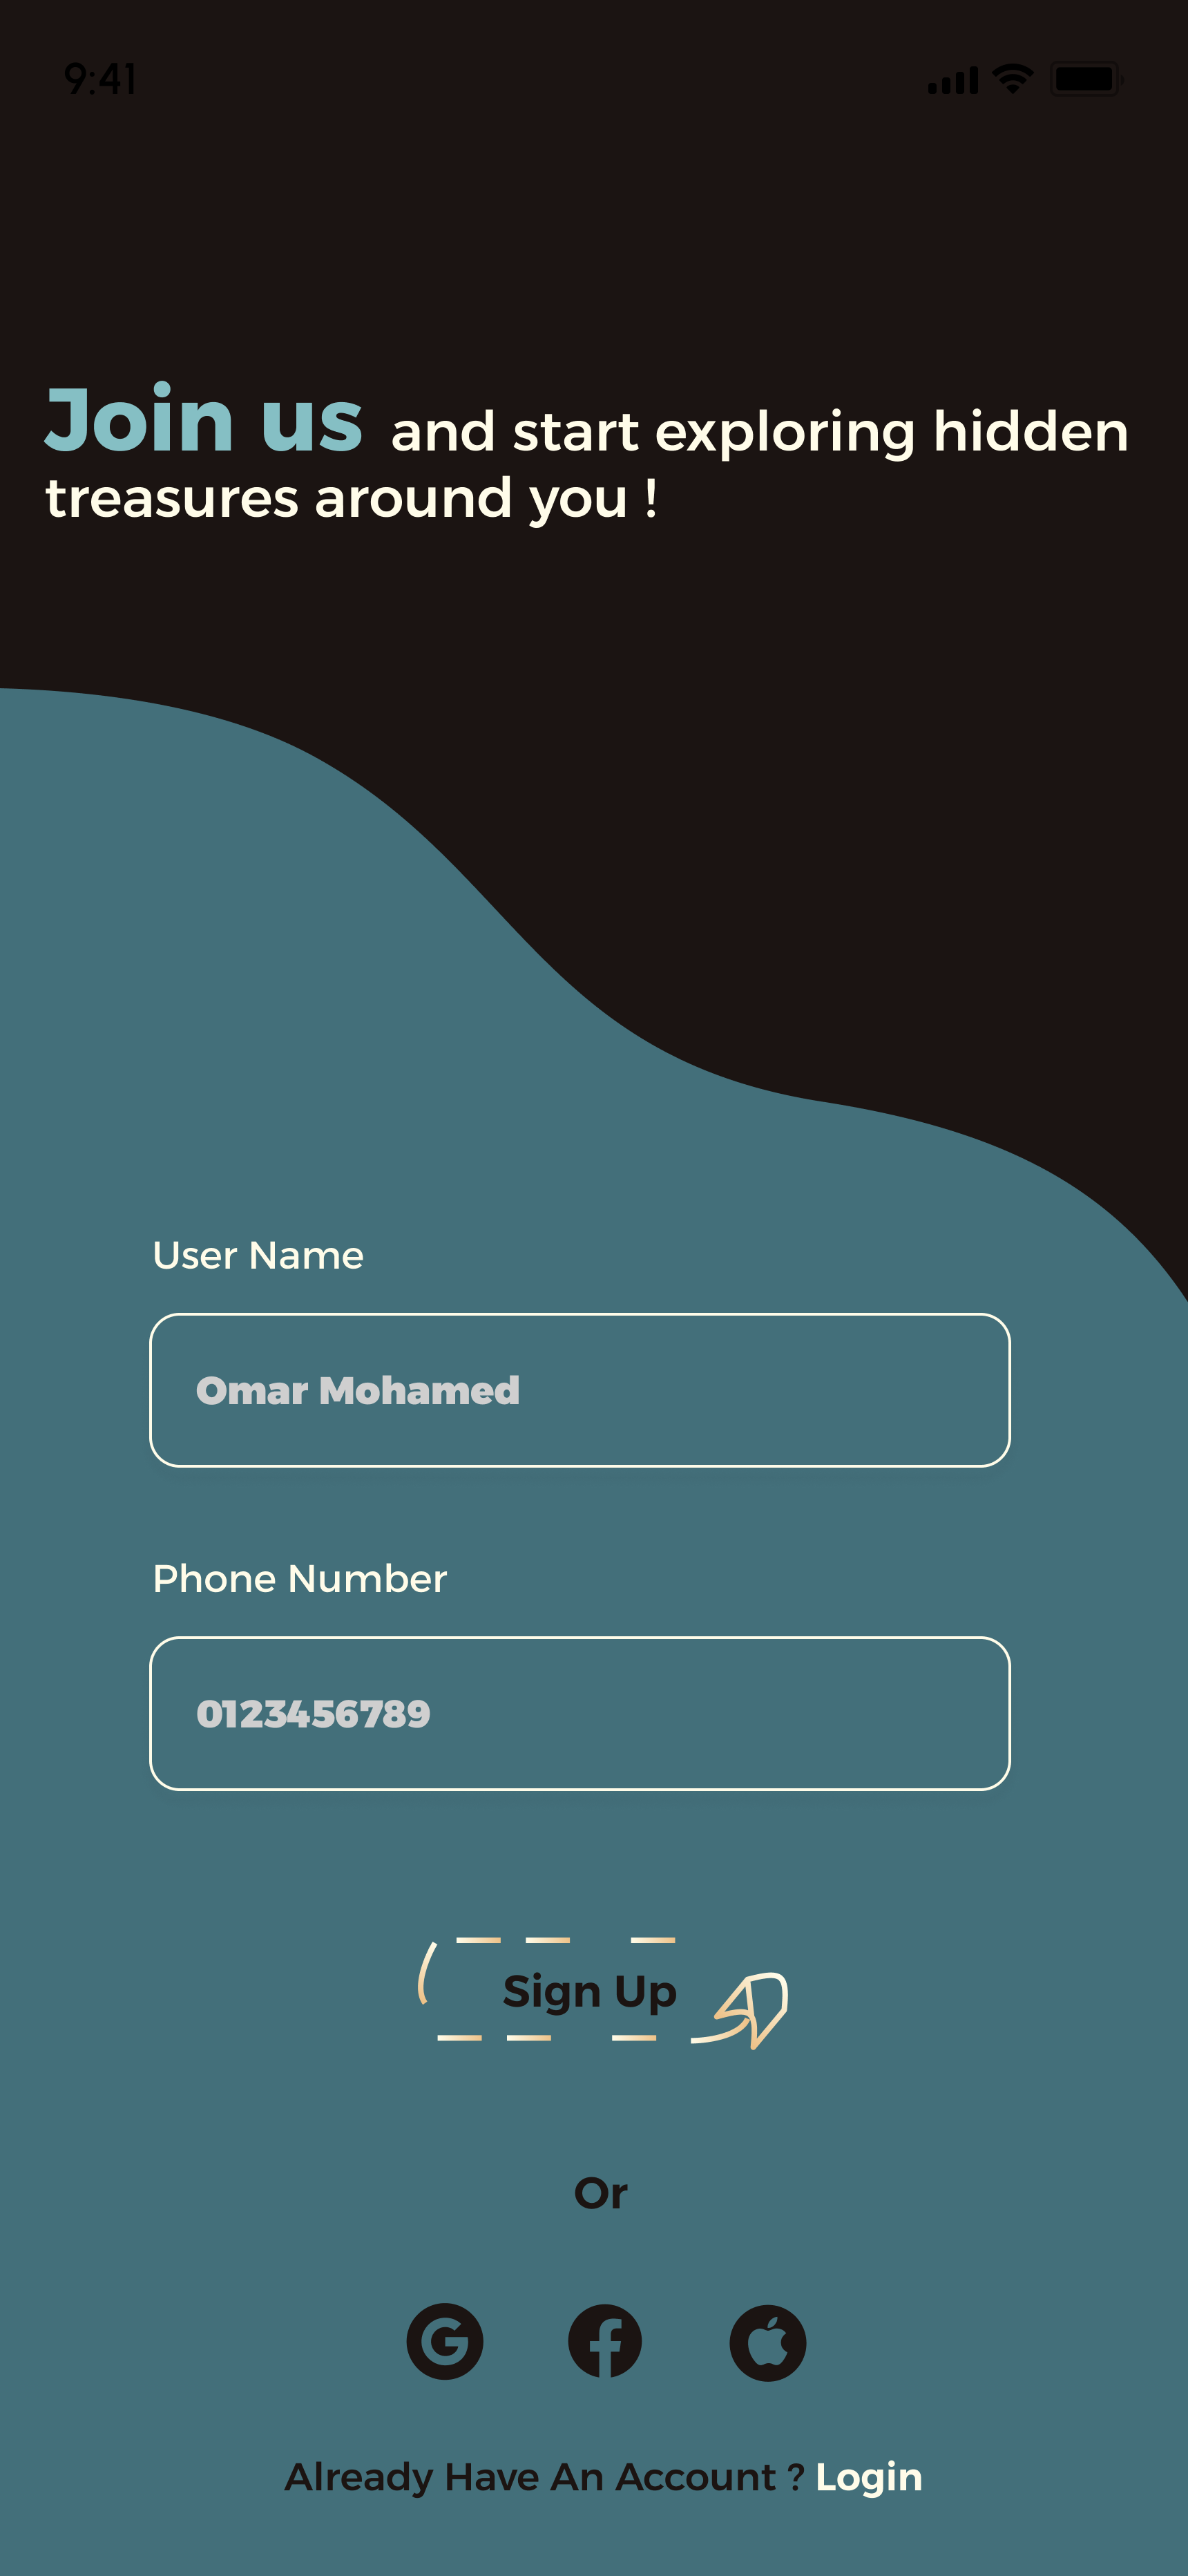 9:41
Join us and start exploring hidden
treasures around you !
User Name
Omar Mohamed
Phone Number
0123456789
Sign Up
Or
Already Have An Account ? Login